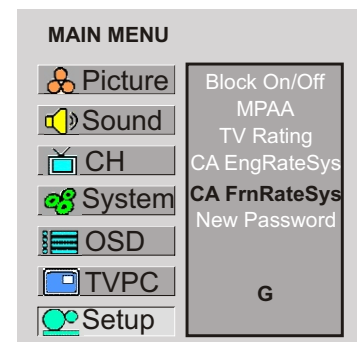 MAIN MENU
Picture
Sound
CH
System
OSD
TVPC
Setup
Block On/Off
MPAA
TV Rating
CA EngRateSys
CA FrnRateSys
New Password
G